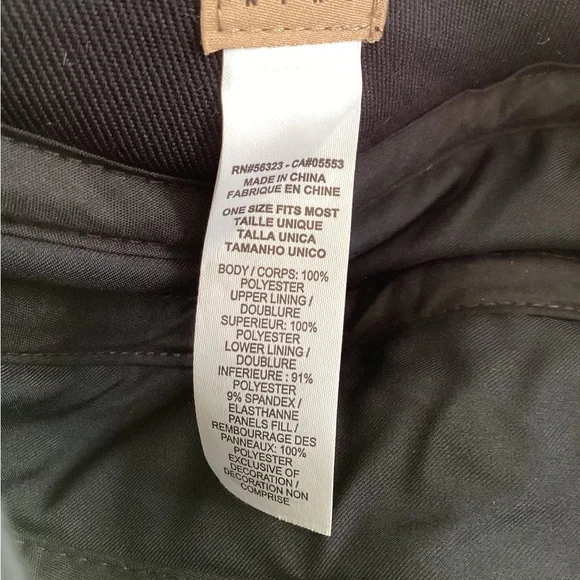 RN#56323 - CA#05553
MADE IN CHINA
FABRIQUE EN CHINE
ONE SIZE FITS MOST
TAILLE UNIQUE
TALLA UNICA
TAMANHO UNICO
BODY / CORPS: 100%
POLYESTER
UPPER LINING /
DOUBLURE
SUPERIEUR: 100%
POLYESTER
LOWER LINING /
DOUBLURE
INFERIEURE : 91%
POLYESTER
9% SPANDEX /
ELASTHANNE
PANELS FILL /
REMBOURRAGE DES
PANNEAUX: 100%
POLYESTER
EXCLUSIVE OF
DECORATION /
DECORATION NON
COMPRISE